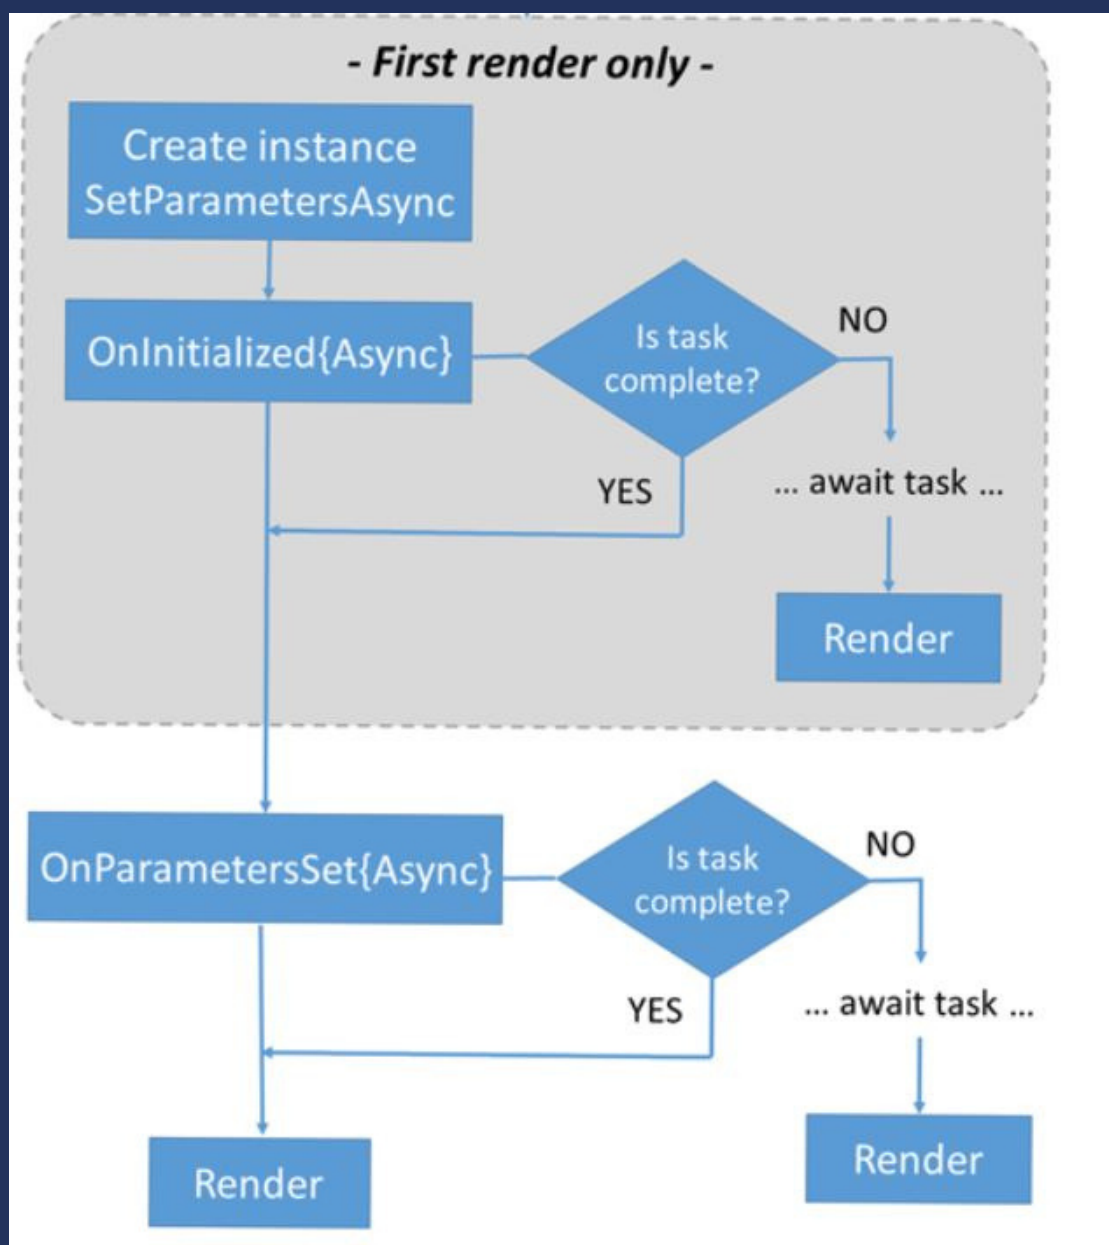 - First render only -
Create instance
SetParametersAsync
OnInitialized{Async}
Is task
complete?
NO
YES
... await task ...
Render
OnParametersSet{Async}
Is task
complete?
NO
YES
... await task ...
Render
Render